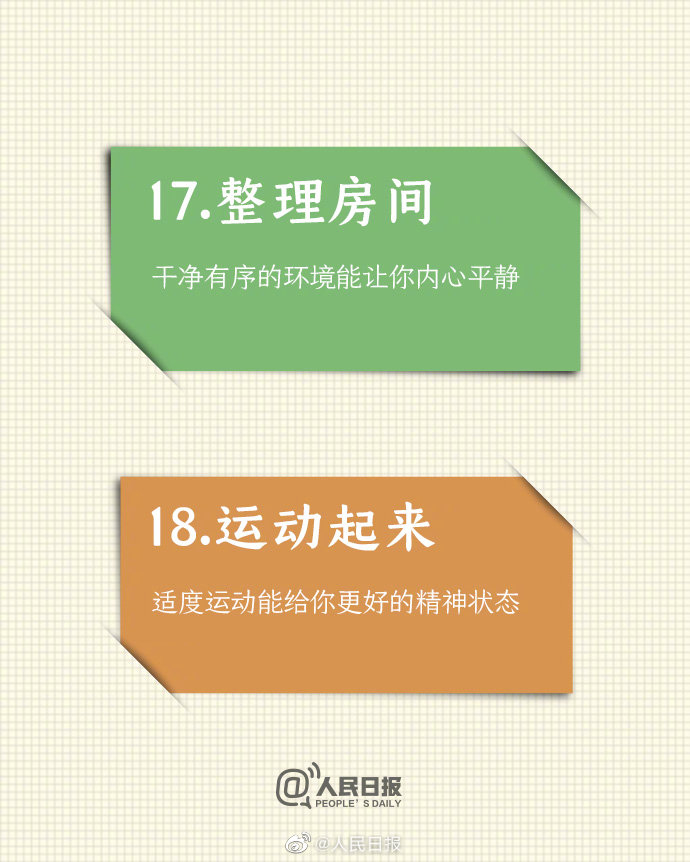 17.整理房间
干净有序的环境能让你内心平静
18.运动起来
适度运动能给你更好的精神状态
@人民日报
PEOPLE'S DAILY
@人民日报